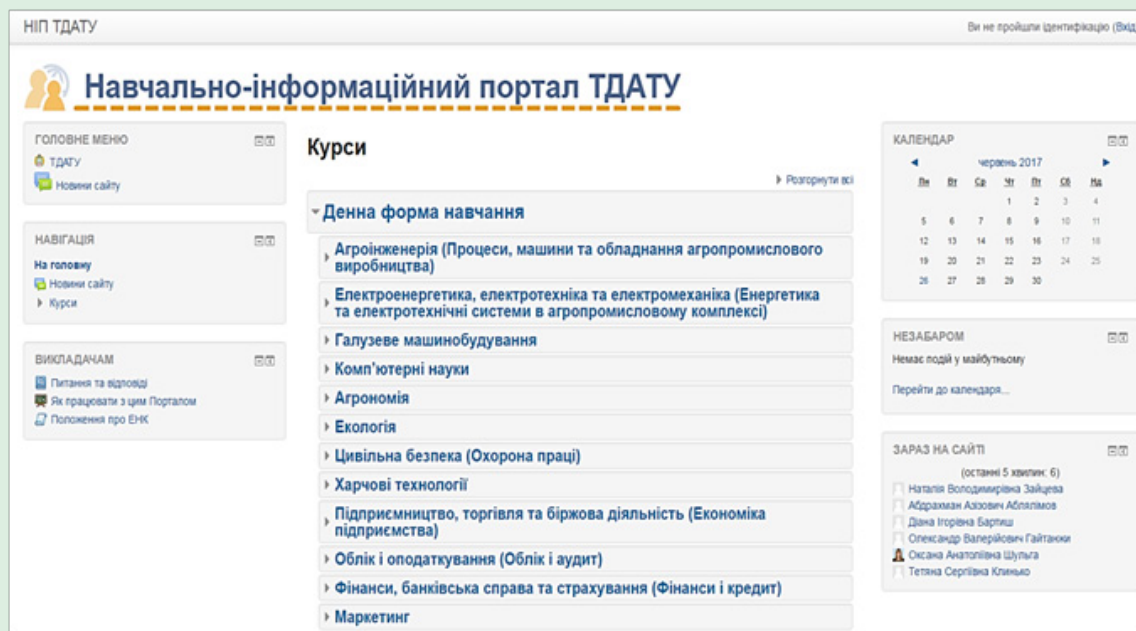 НІП ТДАТУ
Ви не пройшли ідентифікацію (Вхід
Навчально-інформаційний портал ТДАТУ
ГОЛОВНЕ МЕНЮ
ТДАТУ
Новини сайту
НАВІГАЦІЯ
На головну
Новини сайту
Курси
ВИКЛАДАЧАМ
Питання та відповіді
Як працювати з цим Порталом
Положення про ЕНК
Курси
Розгорнути всі
Денна форма навчання
Агроінженерія (Процеси, машини та обладнання агропромислового
виробництва)
Електроенергетика, електротехніка та електромеханіка (Енергетика
та електротехнічні системи в агропромисловому комплексі)
Галузеве машинобудування
Комп'ютерні науки
Агрономія
Екологія
Цивільна безпека (Охорона праці)
Харчові технології
Підприємництво, торгівля та біржова діяльність (Економіка
підприємства)
Облік і оподаткування (Облік і аудит)
Фінанси, банківська справа та страхування (Фінанси і кредит)
Маркетинг
КАЛЕНДАР
червень 2017
Пн Вт Ср Чт Пт Сб Нд
1 2 3 4
5 6 7 8 9 10 11
12 13 14 15 16 17 18
19 20 21 22 23 24 25
26 27 28 29 30
НЕЗАБАРОМ
Немає подій у майбутньому
Перейти до календаря...
ЗАРАЗ НА САЙТІ
(останні 5 хвилин: 6)
Наталія Володимирівна Зайцева
Абдрахман Азізович Аблялімов
Діана Ігорівна Бартиш
Олександр Валерійович Гайтанжи
Оксана Анатоліївна Шульга
Тетяна Сергіївна Клинько